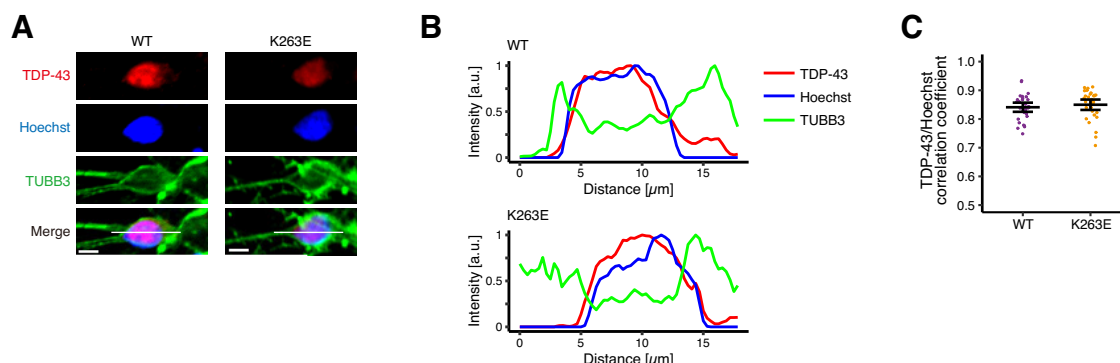 A
WT
K263E
TDP-43
Hoechst
TUBB3
Merge
B
WT
Intensity [a.u.]
1
0.5
0
0
5
10
15
Distance [µm]
TDP-43
Hoechst
TUBB3
K263E
Intensity [a.u.]
1
0.5
0
0
5
10
15
Distance [µm]
C
TDP-43/Hoechst
correlation coefficient
1.0
0.9
0.8
0.7
0.6
0.5
WT
K263E